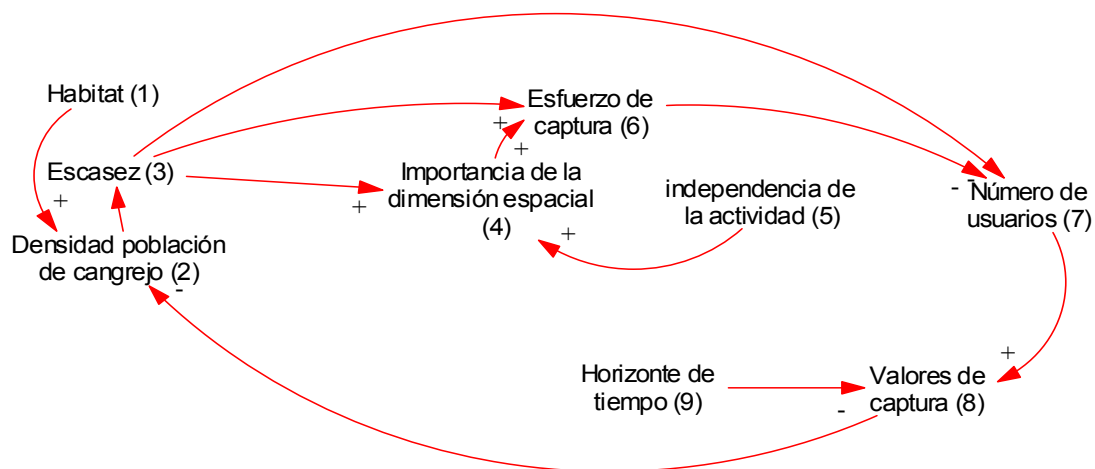 Habitat (1)
Esfuerzo de
captura (6)
+
+
Escasez (3)
Importancia de la
dimensión espacial
(4)
independencia de
la actividad (5)
- -
Número de
usuarios (7)
+
+
+
Densidad población
de cangrejo (2)
-
+
Horizonte de
tiempo (9)
Valores de
captura (8)
-